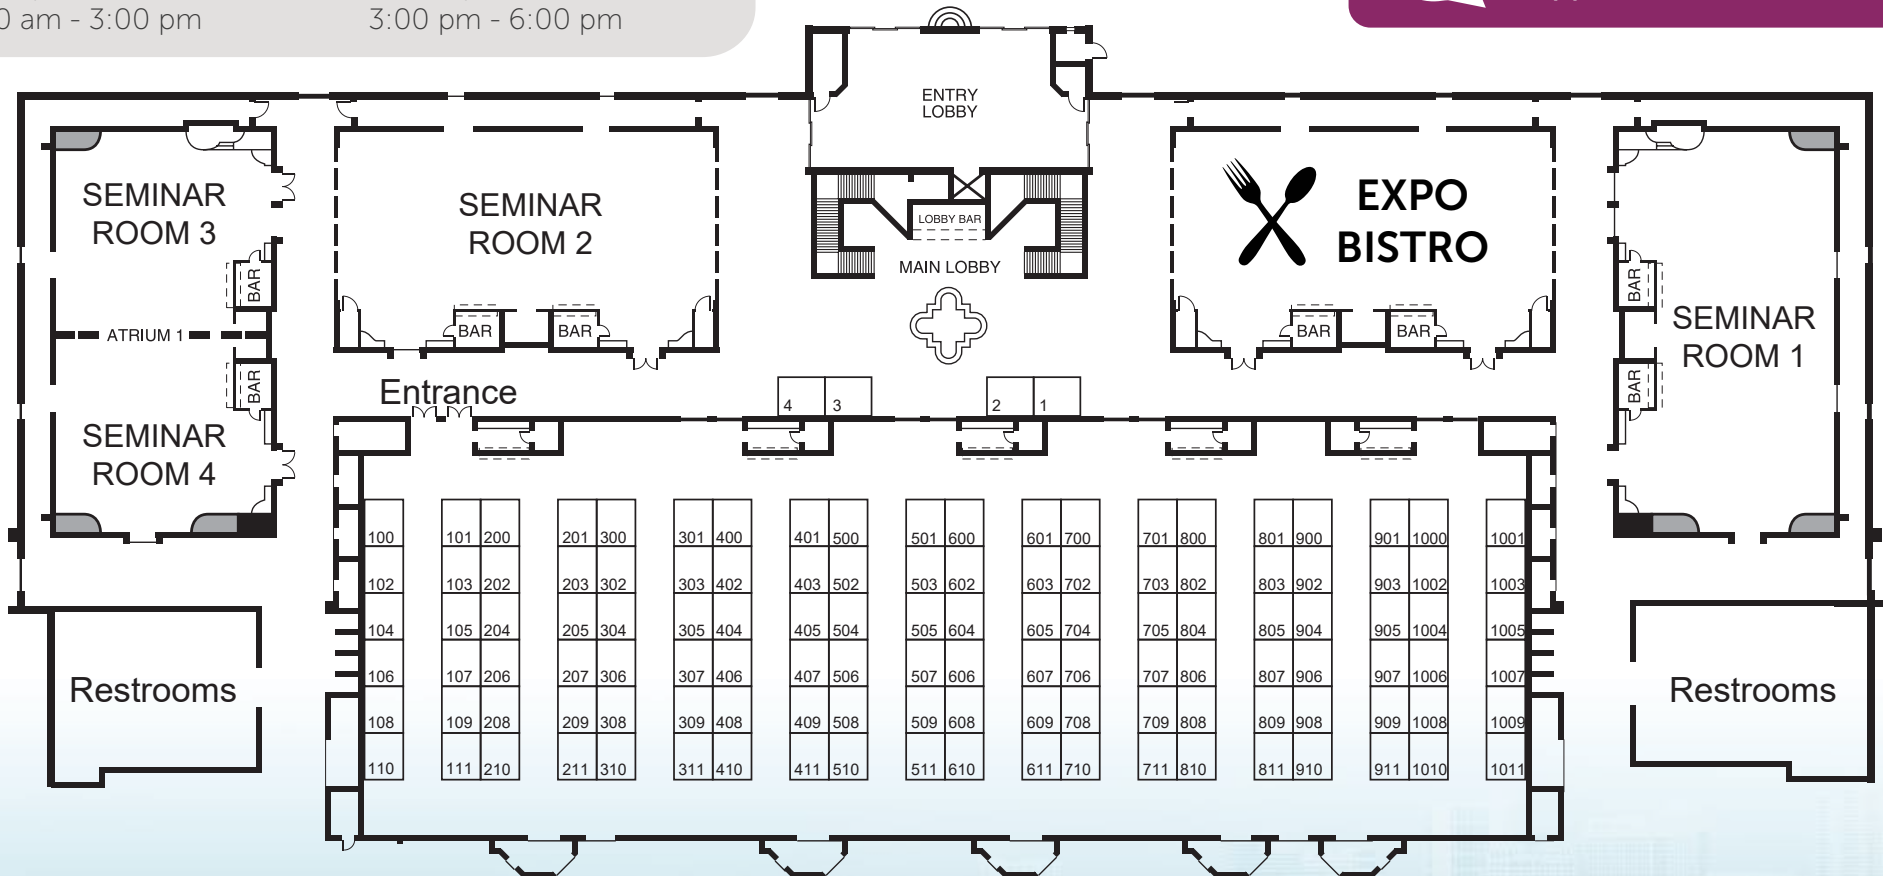 0 am - 3:00 pm
3:00 pm - 6:00 pm
ENTRY
LOBBY
SEMINAR
ROOM 3
SEMINAR
ROOM 2
LOBBY BAR
MAIN LOBBY
EXPO
BISTRO
BAR
ATRIUM 1
BAR
BAR
BAR
BAR
BAR
BAR
BAR
SEMINAR
ROOM 1
SEMINAR
ROOM 4
Entrance
4 3 2 1
100 101 200 201 300 301 400 401 500 501 600 601 700 701 800 801 900 901 1000 1001
102 103 202 203 302 303 402 403 502 503 602 603 702 703 802 803 902 903 1002 1003
104 105 204 205 304 305 404 405 504 505 604 605 704 705 804 805 904 905 1004 1005
106 107 206 207 306 307 406 407 506 507 606 607 706 707 806 807 906 907 1006 1007
108 109 208 209 308 309 408 409 508 509 608 609 708 709 808 809 908 909 1008 1009
110 111 210 211 310 311 410 411 510 511 610 611 710 711 810 811 910 911 1010 1011
Restrooms
Restrooms